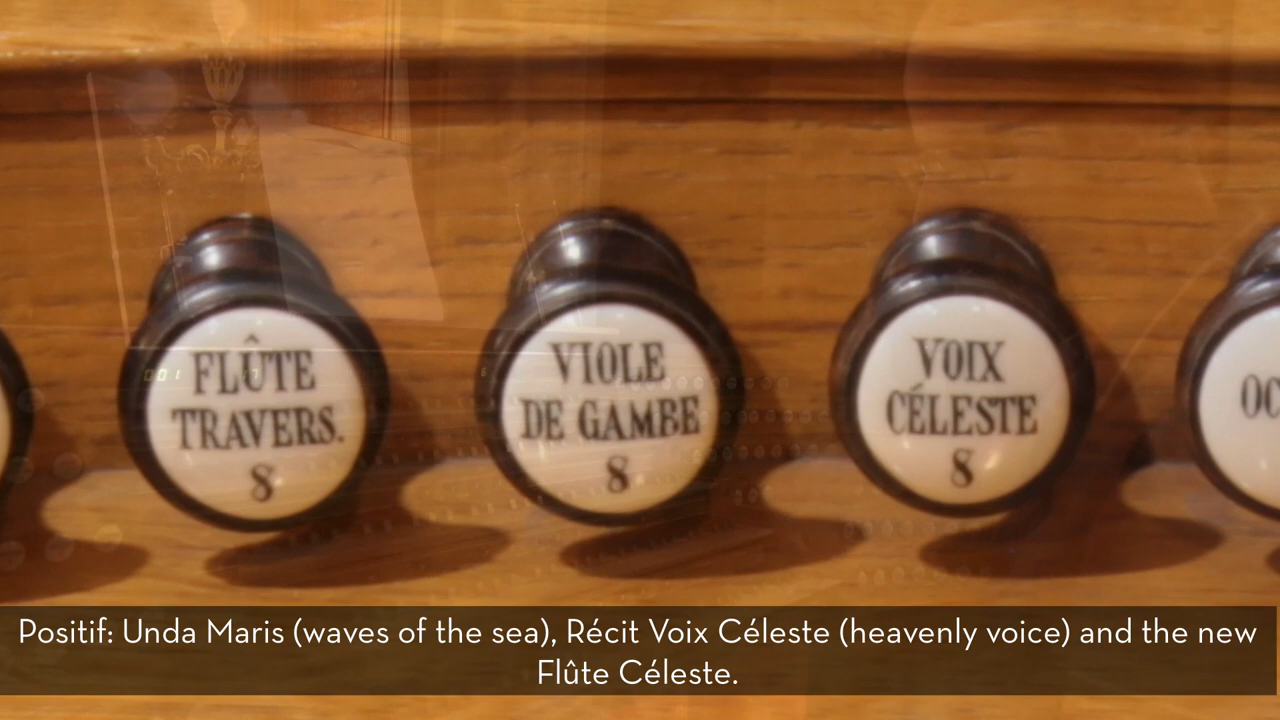 FLÛTE
TRAVERS.
8
VIOLE
DE GAMBE
8
VOIX
CÉLESTE
8
OC
Positif: Unda Maris (waves of the sea), Récit Voix Céleste (heavenly voice) and the new
Flûte Céleste.